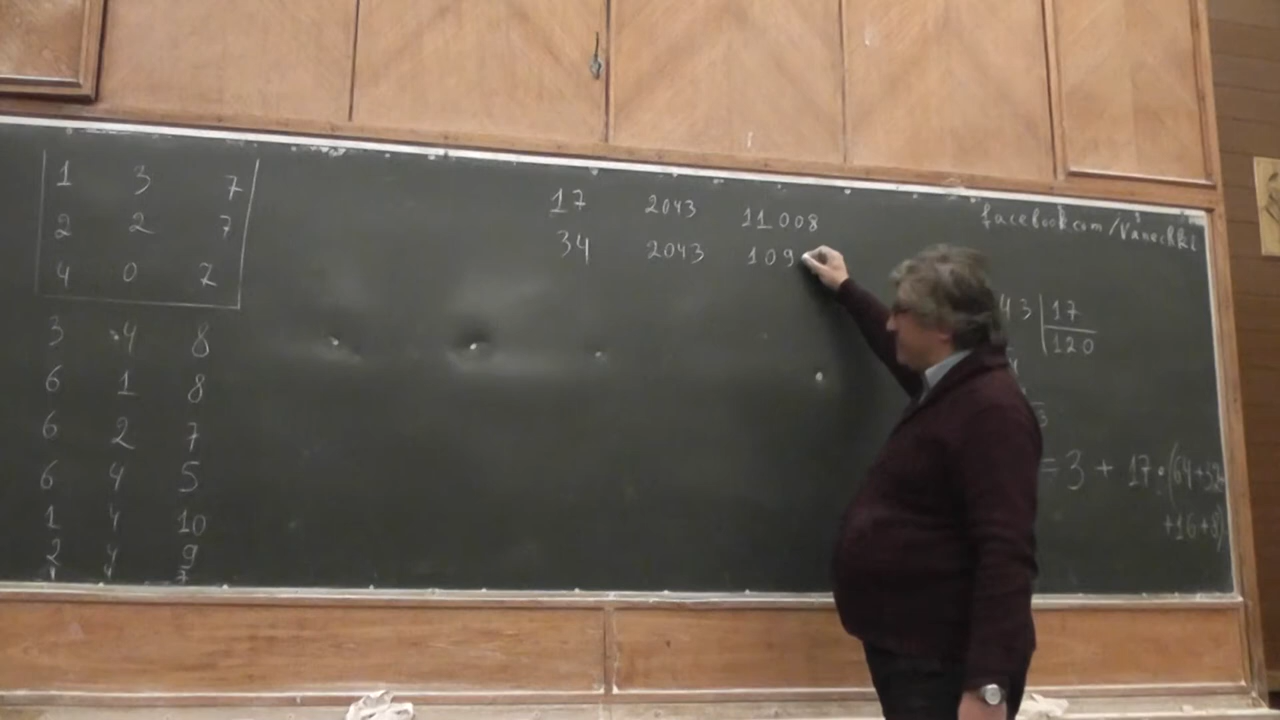 1 3 7
2 2 7
4 0 7
3 4 8
6 1 8
6 2 7
6 4 5
1 4 10
2 4 9
17 2043 11008
34 2043 109
facebook.com/vanechki
43 | 17
120
= 3 + 17·(64+32+
+16+8)